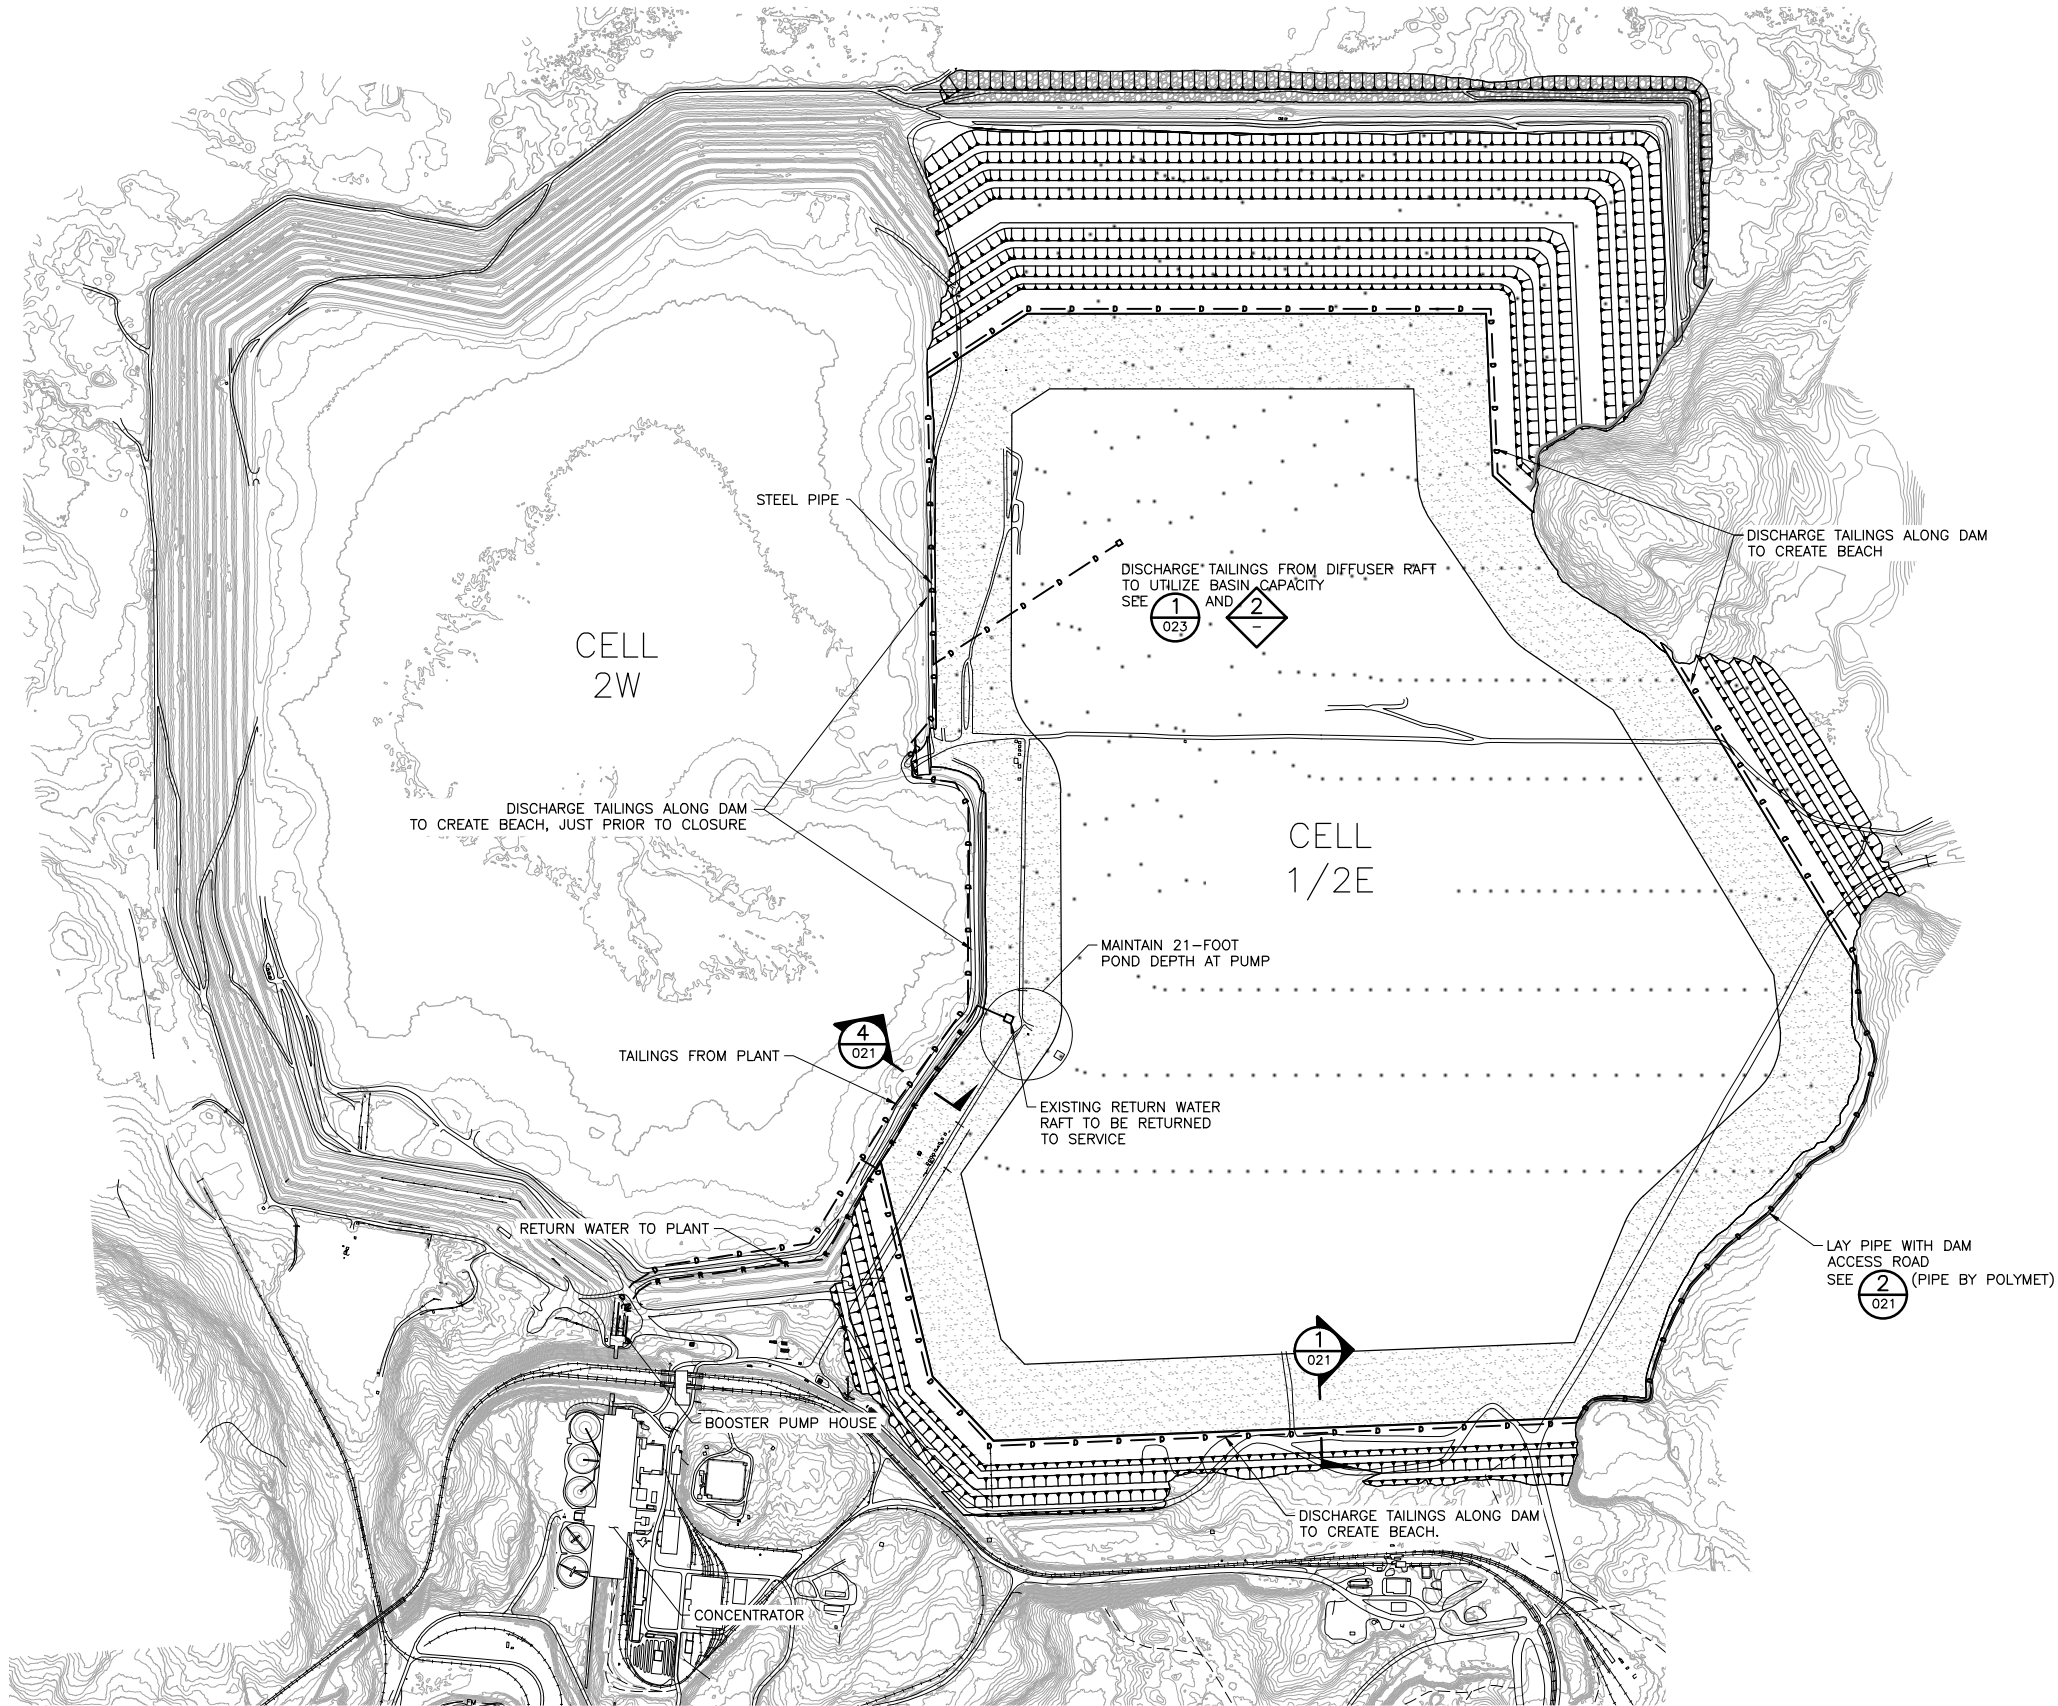 STEEL PIPE
DISCHARGE TAILINGS ALONG DAM
TO CREATE BEACH
DISCHARGE TAILINGS FROM DIFFUSER RAFT
TO UTILIZE BASIN CAPACITY
SEE 1 023 AND 2 –
CELL
2W
DISCHARGE TAILINGS ALONG DAM
TO CREATE BEACH, JUST PRIOR TO CLOSURE
CELL
1/2E
MAINTAIN 21–FOOT
POND DEPTH AT PUMP
4
021
TAILINGS FROM PLANT
EXISTING RETURN WATER
RAFT TO BE RETURNED
TO SERVICE
RETURN WATER TO PLANT
LAY PIPE WITH DAM
ACCESS ROAD
SEE 2 021 (PIPE BY POLYMET)
1
021
BOOSTER PUMP HOUSE
DISCHARGE TAILINGS ALONG DAM
TO CREATE BEACH.
CONCENTRATOR